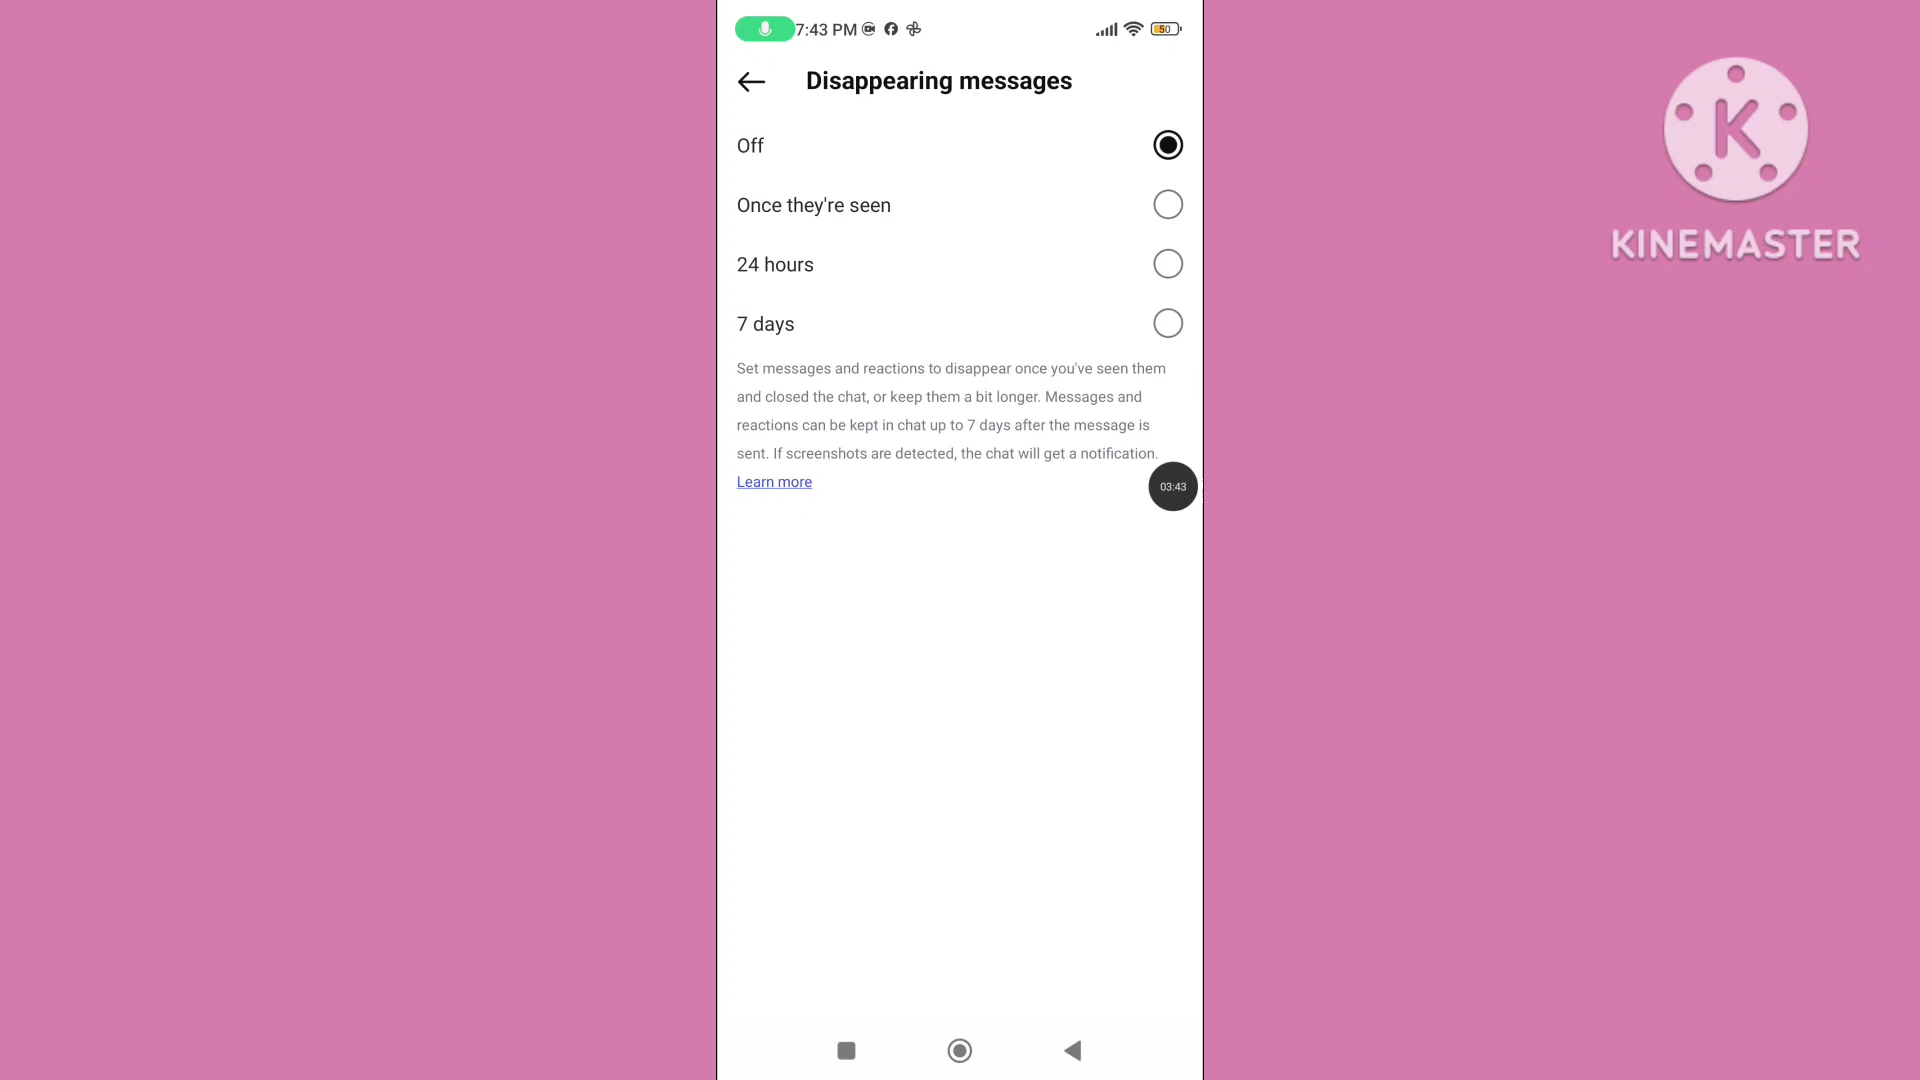 7:43 PM
50
Disappearing messages
Off
Once they're seen
24 hours
7 days
Set messages and reactions to disappear once you've seen them
and closed the chat, or keep them a bit longer. Messages and
reactions can be kept in chat up to 7 days after the message is
sent. If screenshots are detected, the chat will get a notification.
Learn more
03:43
K
KINEMASTER